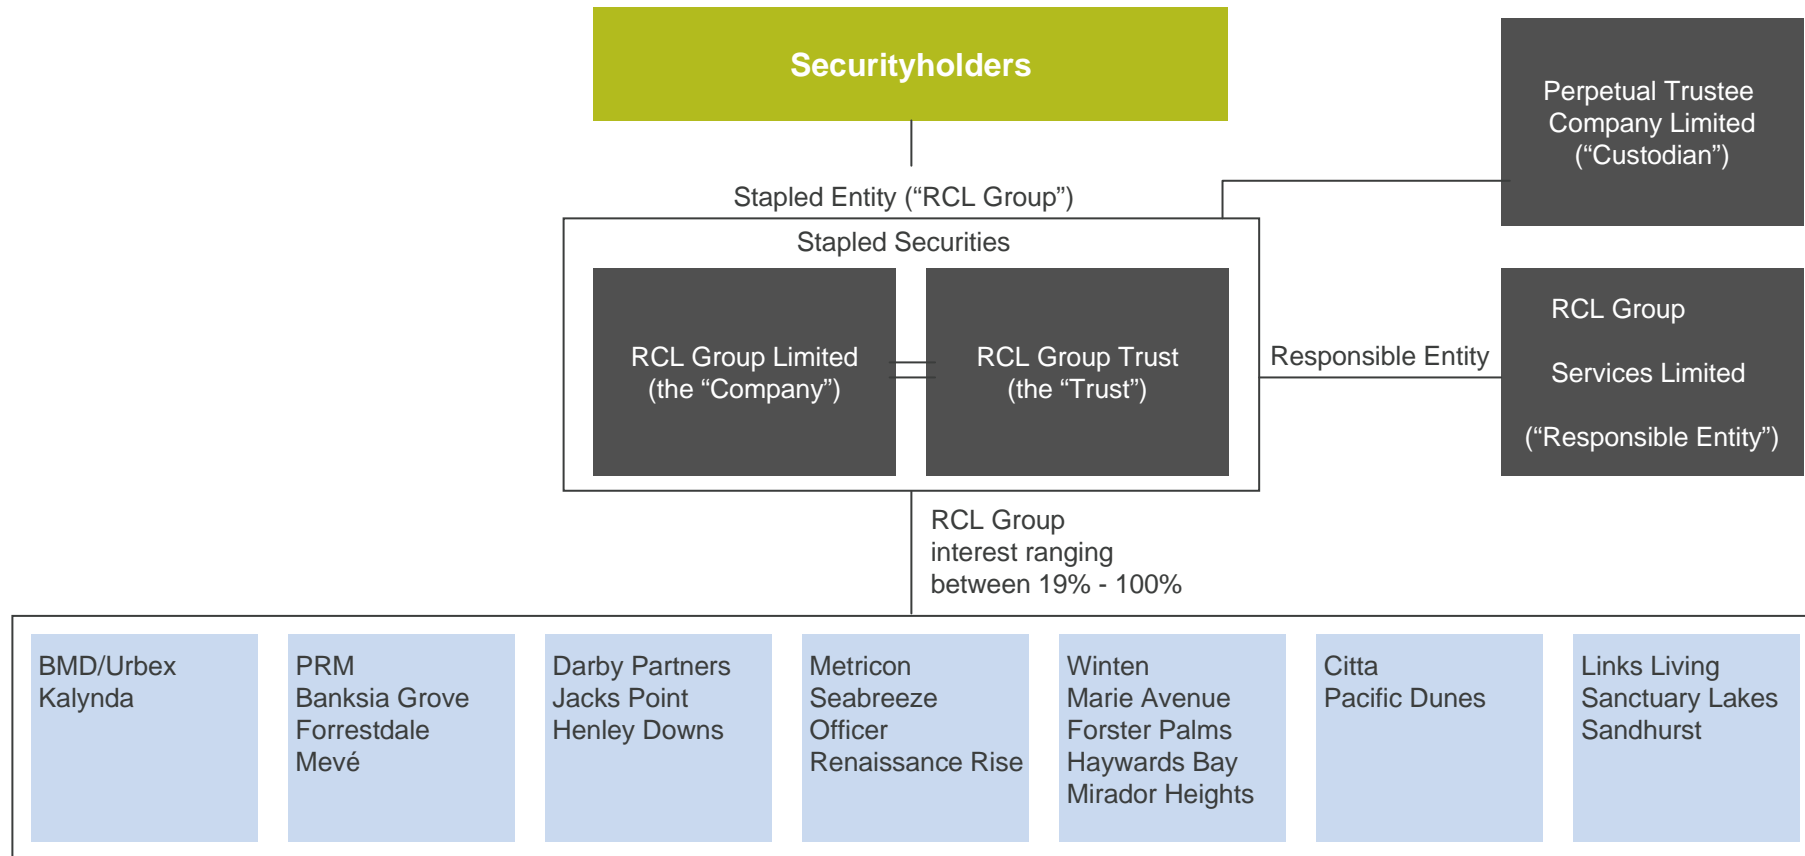 Securityholders
Perpetual Trustee
Company Limited
(“Custodian”)
Stapled Entity (“RCL Group”)
Stapled Securities
RCL Group Limited
(the “Company”)
RCL Group Trust
(the “Trust”)
Responsible Entity
RCL Group
Services Limited
(“Responsible Entity”)
RCL Group
interest ranging
between 19% - 100%
BMD/Urbex
Kalynda
PRM
Banksia Grove
Forrestdale
Mevé
Darby Partners
Jacks Point
Henley Downs
Metricon
Seabreeze
Officer
Renaissance Rise
Winten
Marie Avenue
Forster Palms
Haywards Bay
Mirador Heights
Citta
Pacific Dunes
Links Living
Sanctuary Lakes
Sandhurst